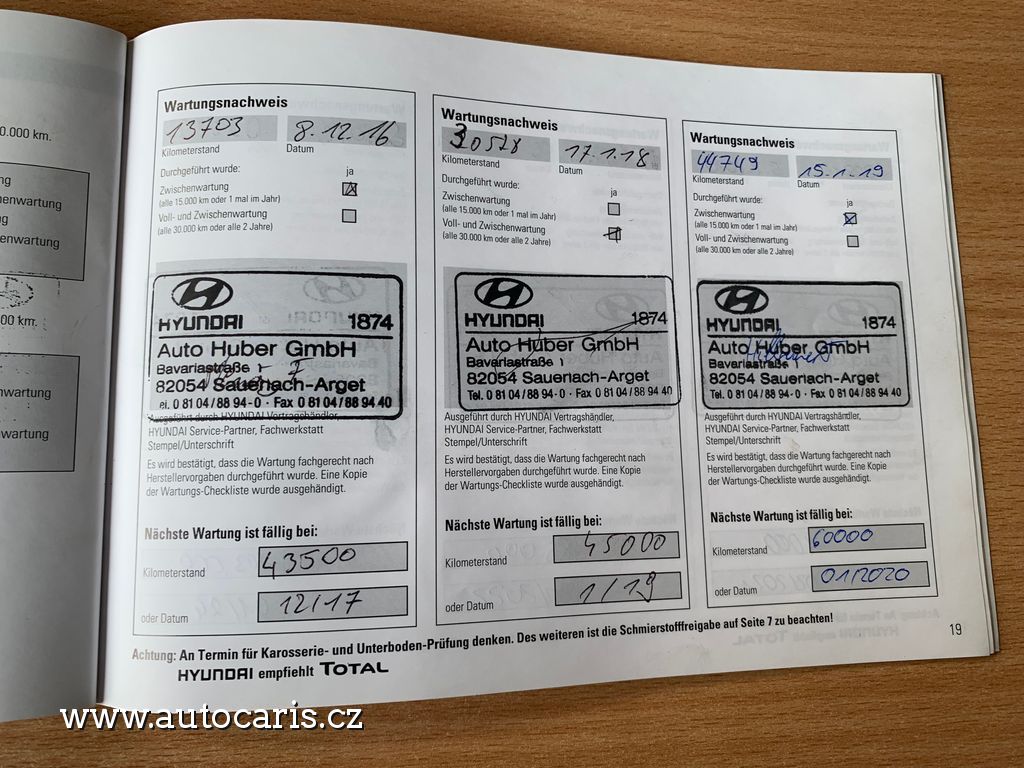 0.000 km.
ng
enwartung
ng
enwartung
00 km.
wartung
wartung
Wartungsnachweis
13703
8.12.16
Kilometerstand
Datum
Durchgeführt wurde:
ja
Zwischenwartung
(alle 15.000 km oder 1 mal im Jahr)
Voll- und Zwischenwartung
(alle 30.000 km oder alle 2 Jahre)
HYUNDAI 1874
Auto Huber GmbH
Bavariastraße 1
82054 Sauerlach-Arget
el. 0 81 04/88 94-0 · Fax 0 81 04/88 94 40
Ausgeführt durch HYUNDAI Vertragshändler,
HYUNDAI Service-Partner, Fachwerkstatt
Stempel/Unterschrift
Es wird bestätigt, dass die Wartung fachgerecht nach
Herstellervorgaben durchgeführt wurde. Eine Kopie
der Wartungs-Checkliste wurde ausgehändigt.
Nächste Wartung ist fällig bei:
Kilometerstand
43500
oder Datum
12/17
Wartungsnachweis
30578
17.1.18
Kilometerstand
Datum
Durchgeführt wurde:
ja
Zwischenwartung
(alle 15.000 km oder 1 mal im Jahr)
Voll- und Zwischenwartung
(alle 30.000 km oder alle 2 Jahre)
HYUNDAI 1874
Auto Huber GmbH
Bavariastraße 1
82054 Sauerlach-Arget
Tel. 0 81 04/88 94-0 · Fax 0 81 04/88 94 40
Ausgeführt durch HYUNDAI Vertragshändler,
HYUNDAI Service-Partner, Fachwerkstatt
Stempel/Unterschrift
Es wird bestätigt, dass die Wartung fachgerecht nach
Herstellervorgaben durchgeführt wurde. Eine Kopie
der Wartungs-Checkliste wurde ausgehändigt.
Nächste Wartung ist fällig bei:
Kilometerstand
45000
oder Datum
1/19
Wartungsnachweis
44749
15.1.19
Kilometerstand
Datum
Durchgeführt wurde:
ja
Zwischenwartung
(alle 15.000 km oder 1 mal im Jahr)
Voll- und Zwischenwartung
(alle 30.000 km oder alle 2 Jahre)
HYUNDAI 1874
Auto Huber GmbH
Bavariastraße 1
82054 Sauerlach-Arget
Tel. 0 81 04/88 94-0 · Fax 0 81 04/88 94 40
Ausgeführt durch HYUNDAI Vertragshändler,
HYUNDAI Service-Partner, Fachwerkstatt
Stempel/Unterschrift
Es wird bestätigt, dass die Wartung fachgerecht nach
Herstellervorgaben durchgeführt wurde. Eine Kopie
der Wartungs-Checkliste wurde ausgehändigt.
Nächste Wartung ist fällig bei:
Kilometerstand
60000
oder Datum
01/2020
Achtung: An Termin für Karosserie- und Unterboden-Prüfung denken. Des weiteren ist die Schmierstofffreigabe auf Seite 7 zu beachten!
HYUNDAI empfiehlt TOTAL
19
www.autocaris.cz